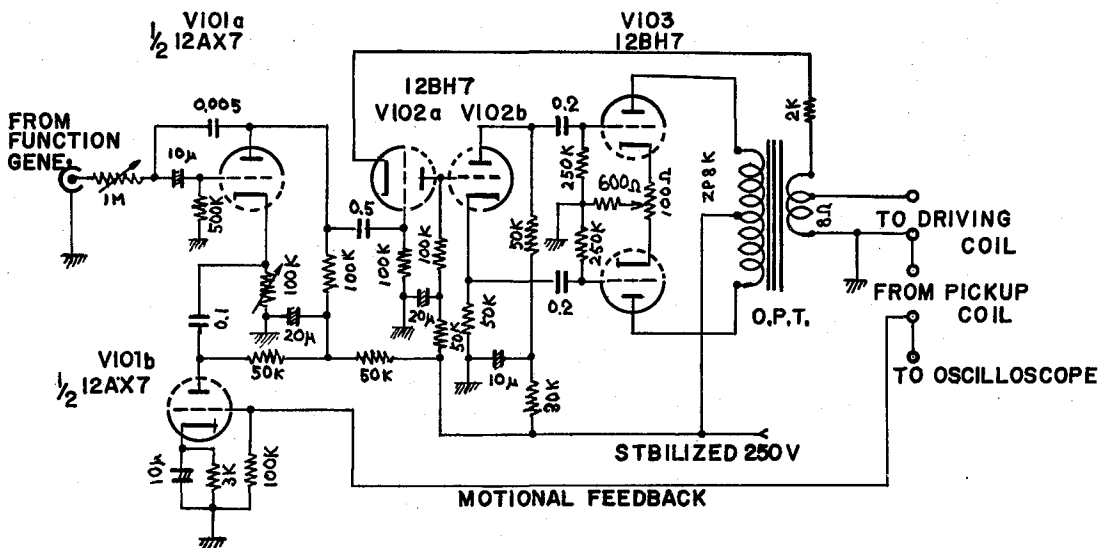 V101a
½ 12AX7
V103
12BH7
0.005
12BH7
V102a V102b
0.2
2K
FROM
FUNCTION
GENE.
10μ
1M
500K
250K
600Ω
100Ω
ZP8K
8Ω
TO DRIVING
COIL
0.5
100K
100K
100K
100K
50K
250K
0.2
FROM PICKUP
COIL
O.P.T.
0.1
20μ
20μ
50K
50K
10μ
V101b
½ 12AX7
50K
50K
30K
TO OSCILLOSCOPE
STBILIZED 250V
10μ
3K
100K
MOTIONAL FEEDBACK